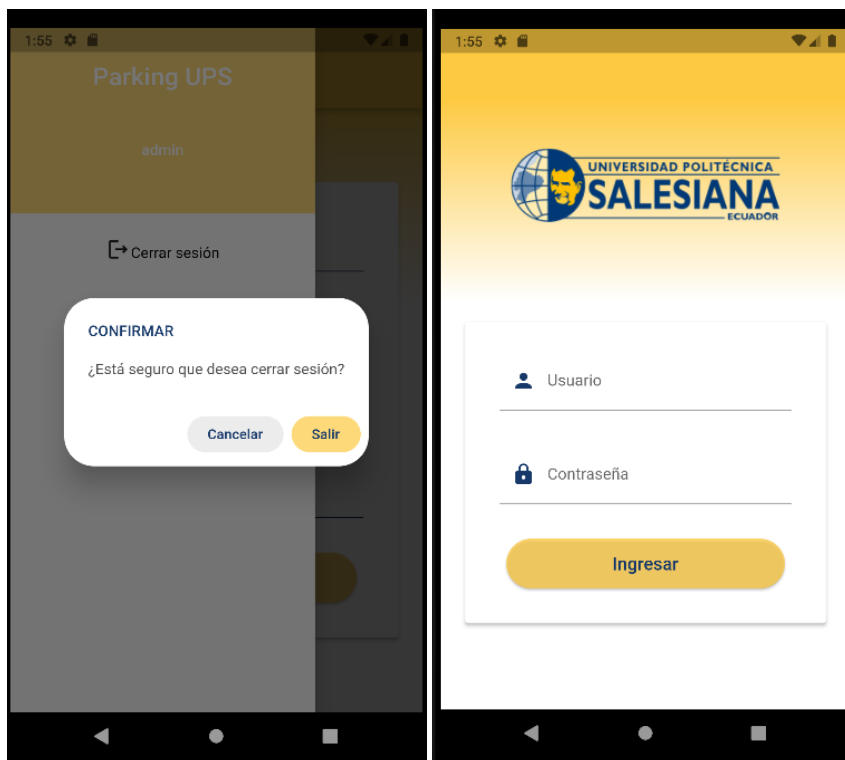 1:55
Parking UPS
admin
Cerrar sesión
CONFIRMAR
¿Está seguro que desea cerrar sesión?
Cancelar
Salir
1:55
UNIVERSIDAD POLITÉCNICA
SALESIANA
ECUADOR
Usuario
Contraseña
Ingresar